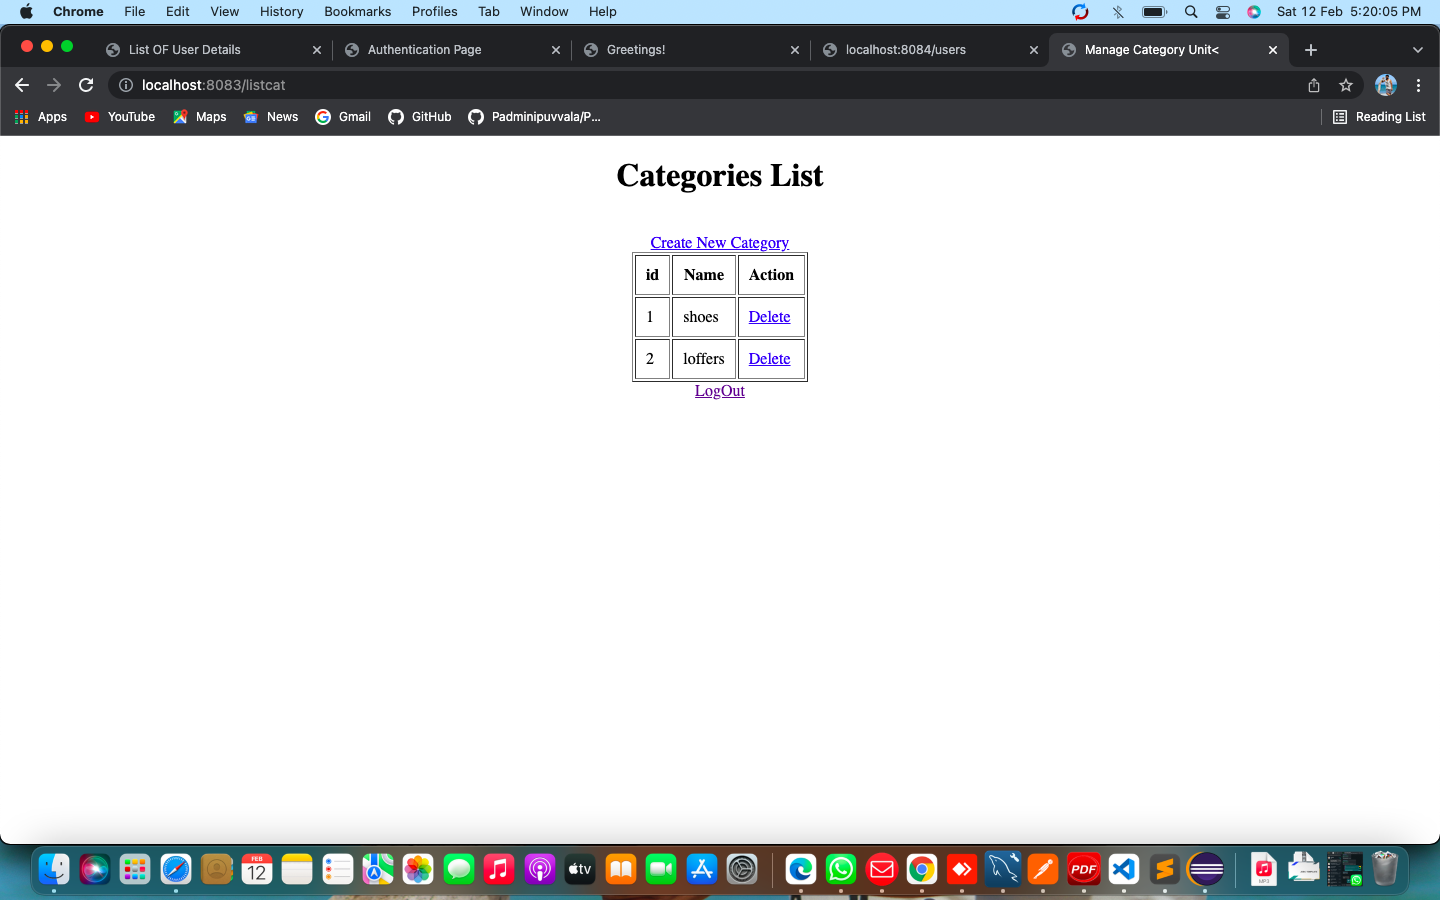 Chrome File Edit View History Bookmarks Profiles Tab Window Help Sat 12 Feb 5:20:05 PM
List OF User Details Authentication Page Greetings! localhost:8084/users Manage Category Unit<
localhost:8083/listcat
Apps YouTube Maps News Gmail GitHub Padminipuvvala/P... Reading List
Categories List
Create New Category
id Name Action
1 shoes Delete
2 loffers Delete
LogOut
FEB
12
tv
PDF
MP3